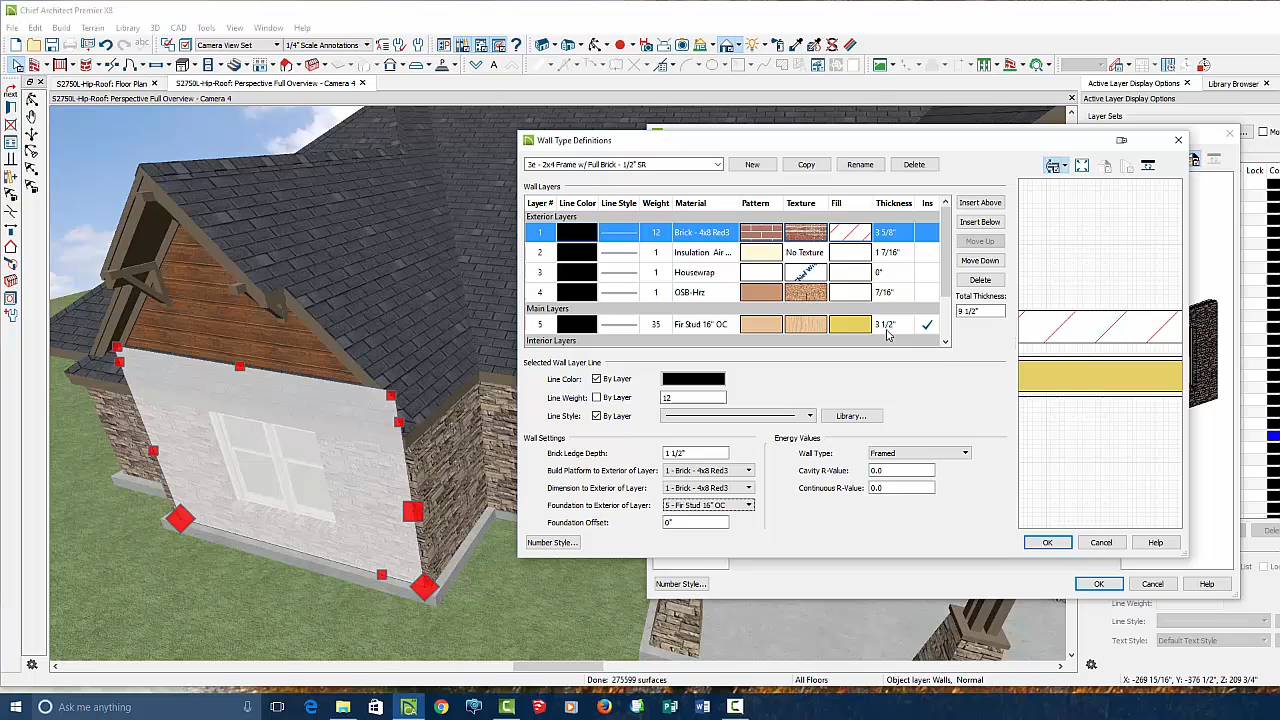 Chief Architect Premier X8
File Edit Build Terrain Library 3D CAD Tools View Window Help
Camera View Set 1/4" Scale Annotations
S2750L-Hip-Roof: Floor Plan S2750L-Hip-Roof: Perspective Full Overview - Camera 4
S2750L-Hip-Roof: Perspective Full Overview - Camera 4
Active Layer Display Options Library Browser
Active Layer Display Options
Layer Sets
Wall Type Definitions
3e - 2x4 Frame w/ Full Brick - 1/2" SR New Copy Rename Delete
Wall Layers
Layer # Line Color Line Style Weight Material Pattern Texture Fill Thickness Ins
Exterior Layers
1 12 Brick - 4x8 Red3 3 5/8"
2 1 Insulation Air ... No Texture 1 7/16"
3 1 Housewrap 0"
4 1 OSB-Hrz 7/16"
Main Layers
5 35 Fir Stud 16" OC 3 1/2"
Interior Layers
Insert Above
Insert Below
Move Up
Move Down
Delete
Total Thickness:
9 1/2"
Lock
Selected Wall Layer Line
Line Color: By Layer
Line Weight: By Layer 12
Line Style: By Layer Library...
Wall Settings
Brick Ledge Depth: 1 1/2"
Build Platform to Exterior of Layer: 1 - Brick - 4x8 Red3
Dimension to Exterior of Layer: 1 - Brick - 4x8 Red3
Foundation to Exterior of Layer: 5 - Fir Stud 16" OC
Foundation Offset: 0"
Energy Values
Wall Type: Framed
Cavity R-Value: 0.0
Continuous R-Value: 0.0
Number Style... OK Cancel Help
Number Style... OK Cancel Help
Line Weight:
Line Style:
Text Style: Default Text Style
Done: 275599 surfaces All Floors Object layer: Walls, Normal X: -269 15/16", Y: -376 1/2", Z: 209 3/4"
Ask me anything